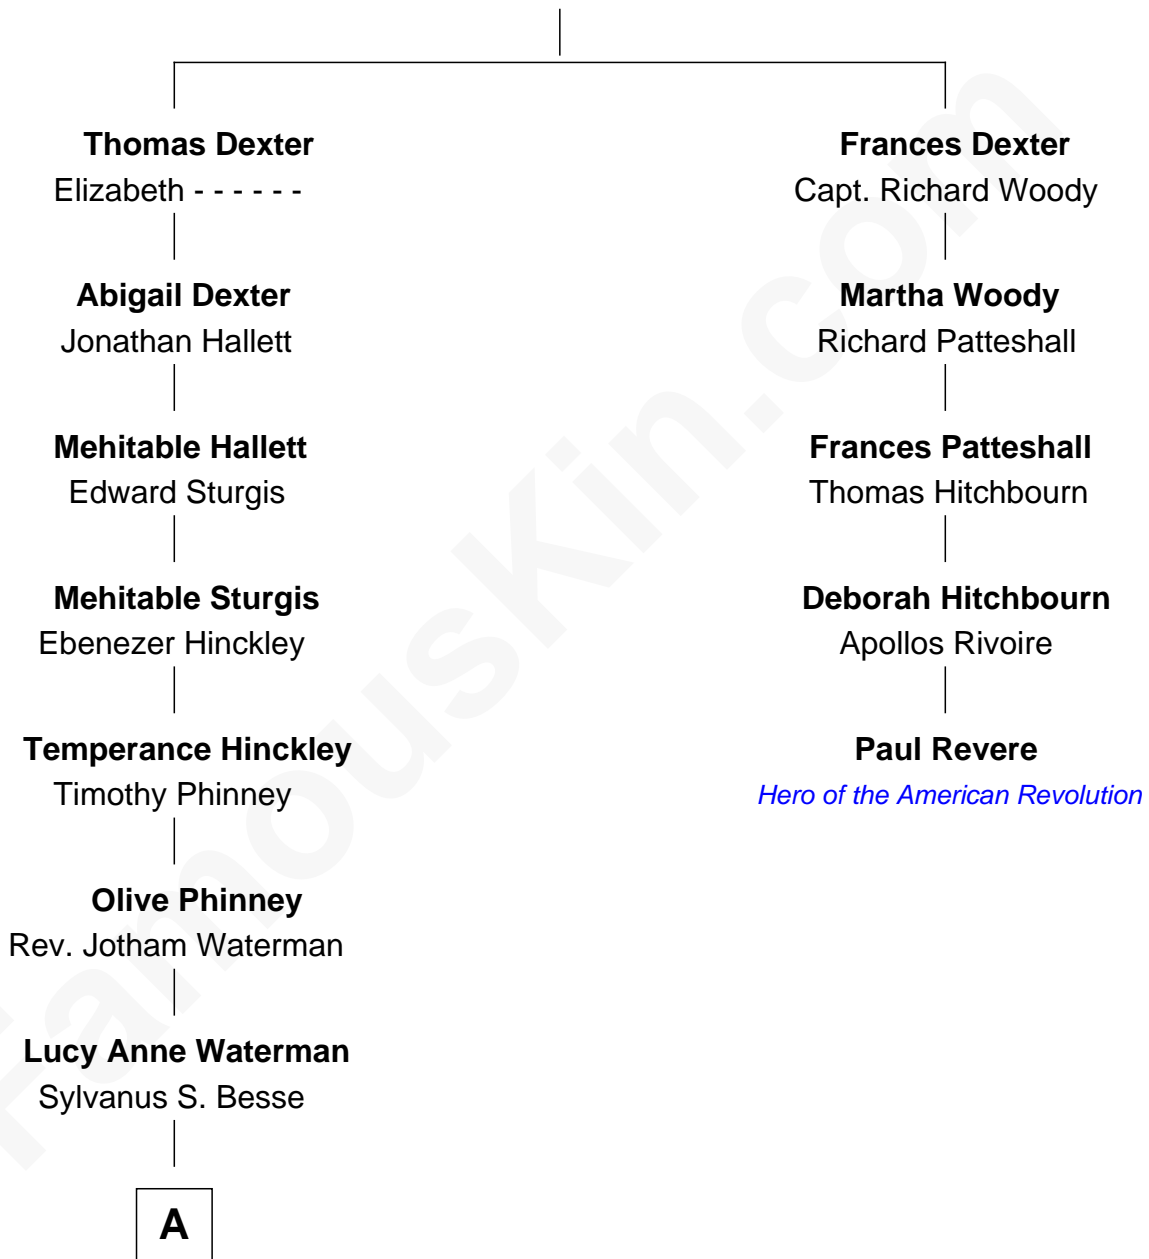 Thomas Dexter
Elizabeth - - - - - -
Abigail Dexter
Jonathan Hallett
Mehitable Hallett
Edward Sturgis
Mehitable Sturgis
Ebenezer Hinckley
Temperance Hinckley
Timothy Phinney
Olive Phinney
Rev. Jotham Waterman
Lucy Anne Waterman
Sylvanus S. Besse
A
Frances Dexter
Capt. Richard Woody
Martha Woody
Richard Patteshall
Frances Patteshall
Thomas Hitchbourn
Deborah Hitchbourn
Apollos Rivoire
Paul Revere
Hero of the American Revolution
FamousKin.com